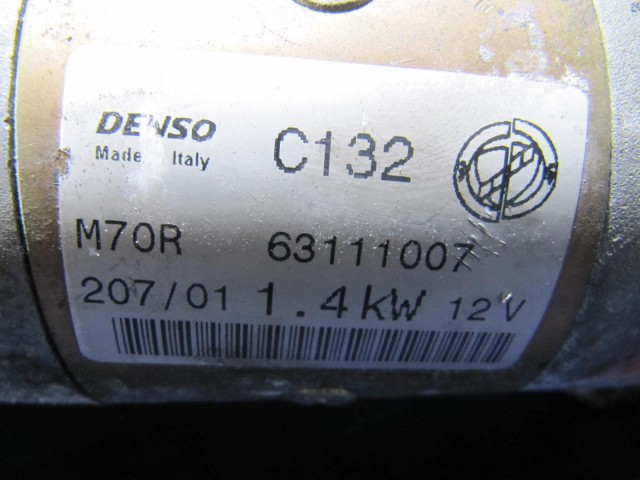 DENSO
Made Italy
C132
M70R 63111007
207/01 1.4kW 12V